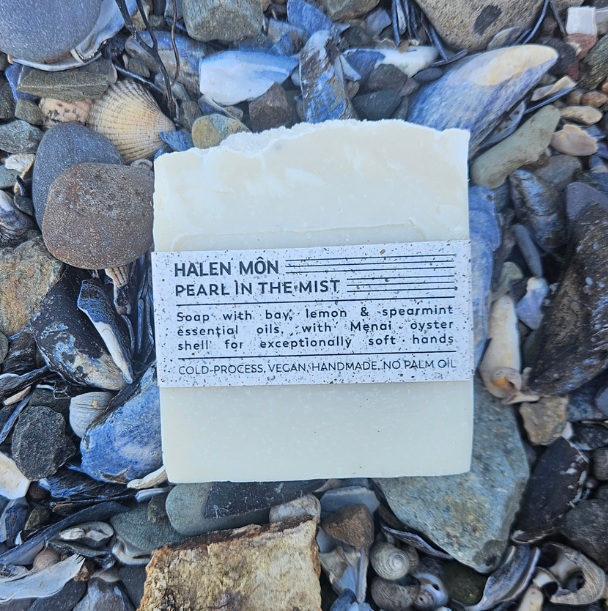 HALEN MÔN
PEARL IN THE MIST
Soap with bay, lemon & spearmint
essential oils, with Menai oyster
shell for exceptionally soft hands
COLD-PROCESS, VEGAN, HANDMADE, NO PALM OIL